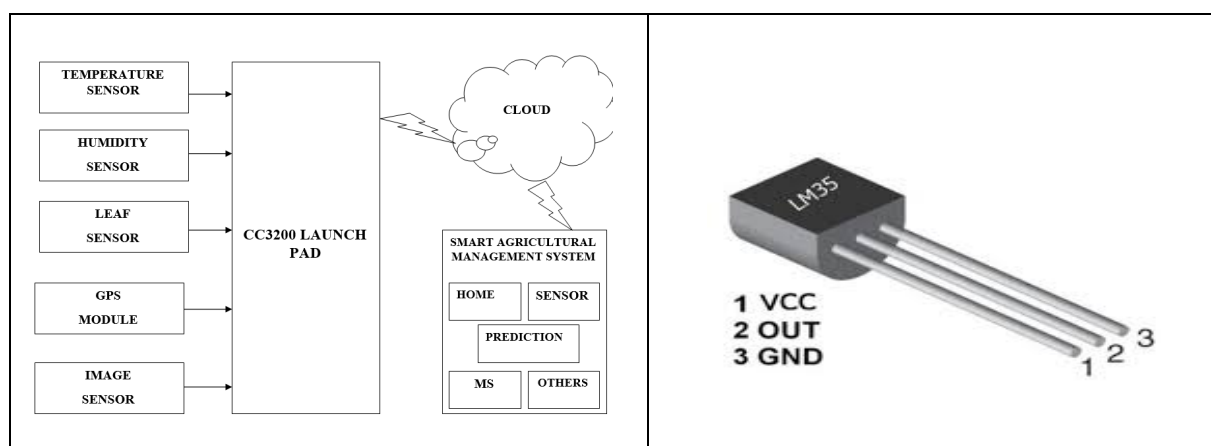 TEMPERATURE
SENSOR
HUMIDITY
SENSOR
LEAF
SENSOR
GPS
MODULE
IMAGE
SENSOR
CC3200 LAUNCH
PAD
CLOUD
SMART AGRICULTURAL
MANAGEMENT SYSTEM
HOME
SENSOR
PREDICTION
MS
OTHERS
LM35
1 VCC
2 OUT
3 GND
1
2
3